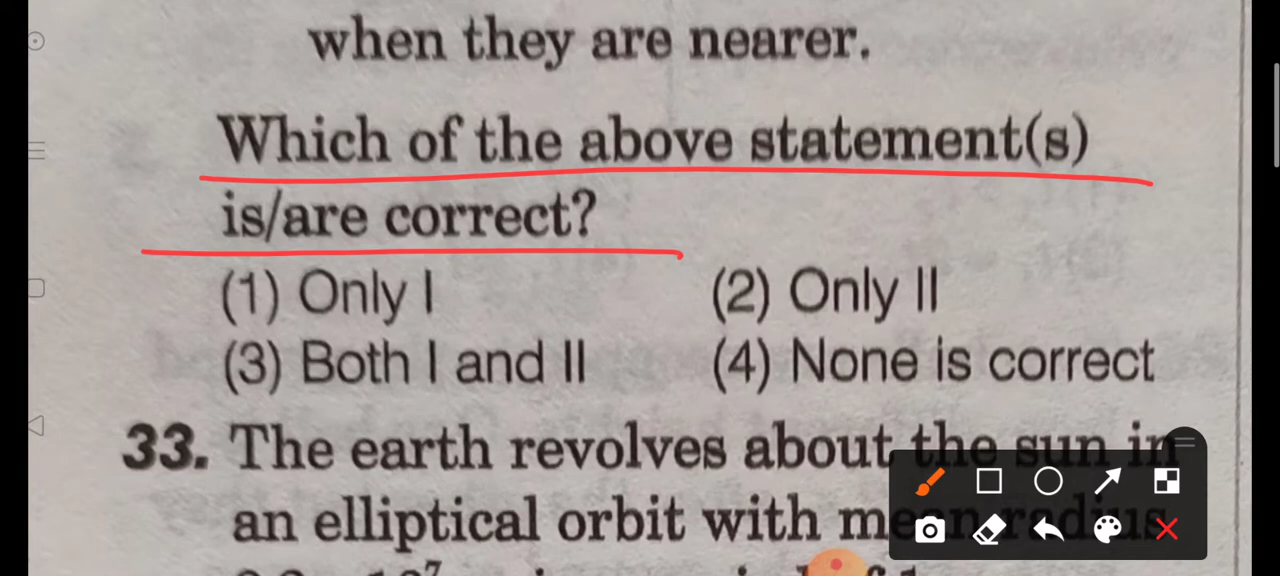 when they are nearer.
Which of the above statement(s)
is/are correct?
(1) Only I (2) Only II
(3) Both I and II (4) None is correct
33. The earth revolves about the sun in
an elliptical orbit with mean radius